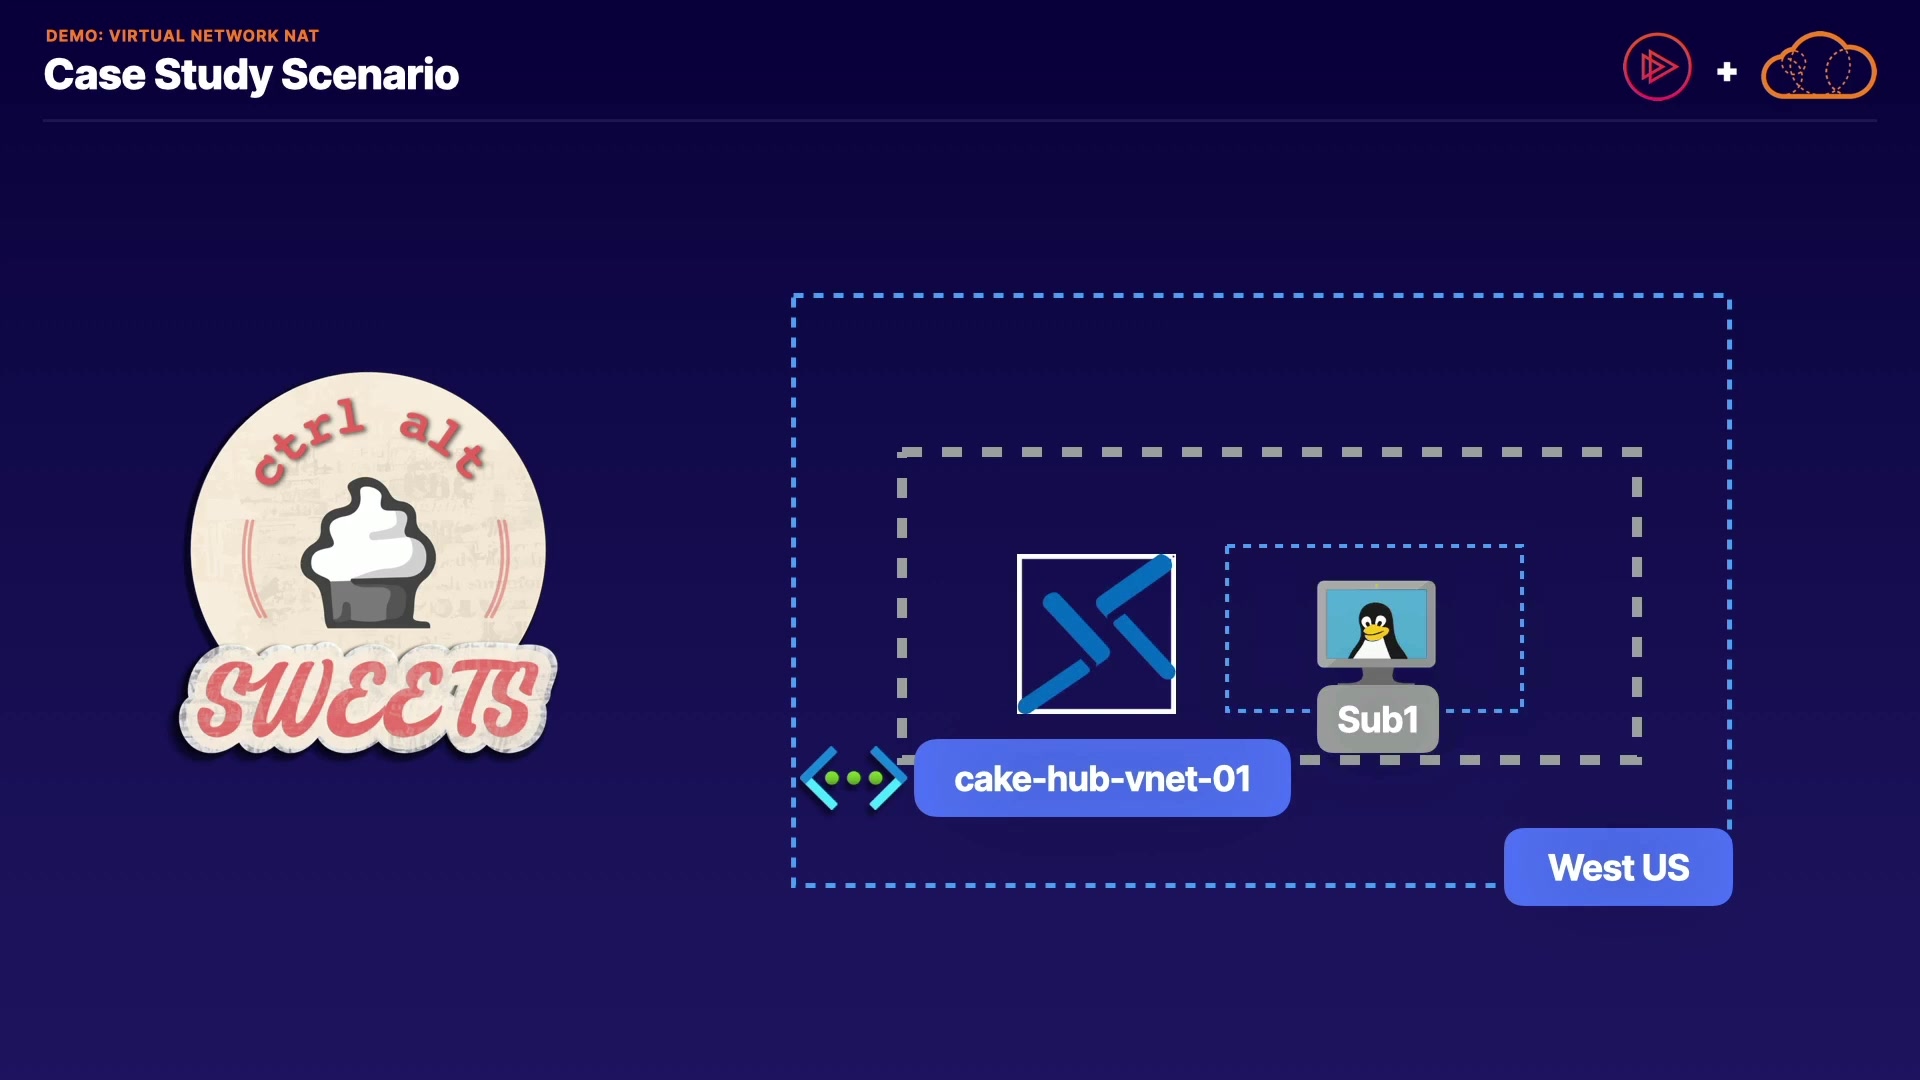 DEMO: VIRTUAL NETWORK NAT
Case Study Scenario
ctrl alt
SWEETS
Sub1
cake-hub-vnet-01
West US